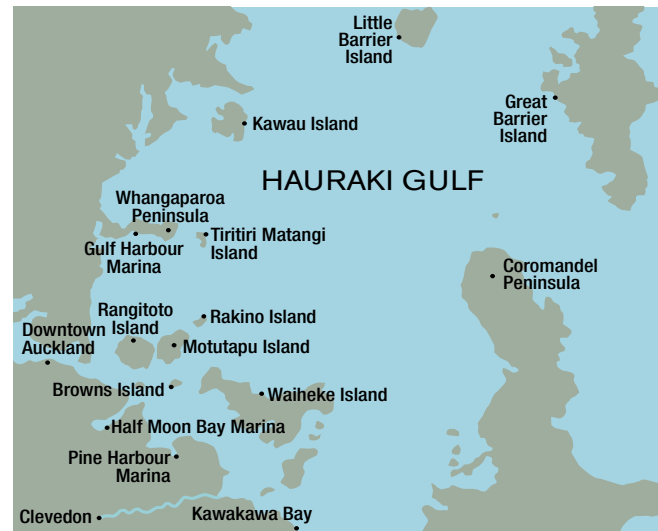 Little
Barrier
Island
Great
Barrier
Island
Kawau Island
HAURAKI GULF
Whangaparoa
Peninsula
Tiritiri Matangi
Island
Gulf Harbour
Marina
Coromandel
Peninsula
Rangitoto
Island
Rakino Island
Downtown
Auckland
Motutapu Island
Browns Island
Waiheke Island
Half Moon Bay Marina
Pine Harbour
Marina
Clevedon
Kawakawa Bay